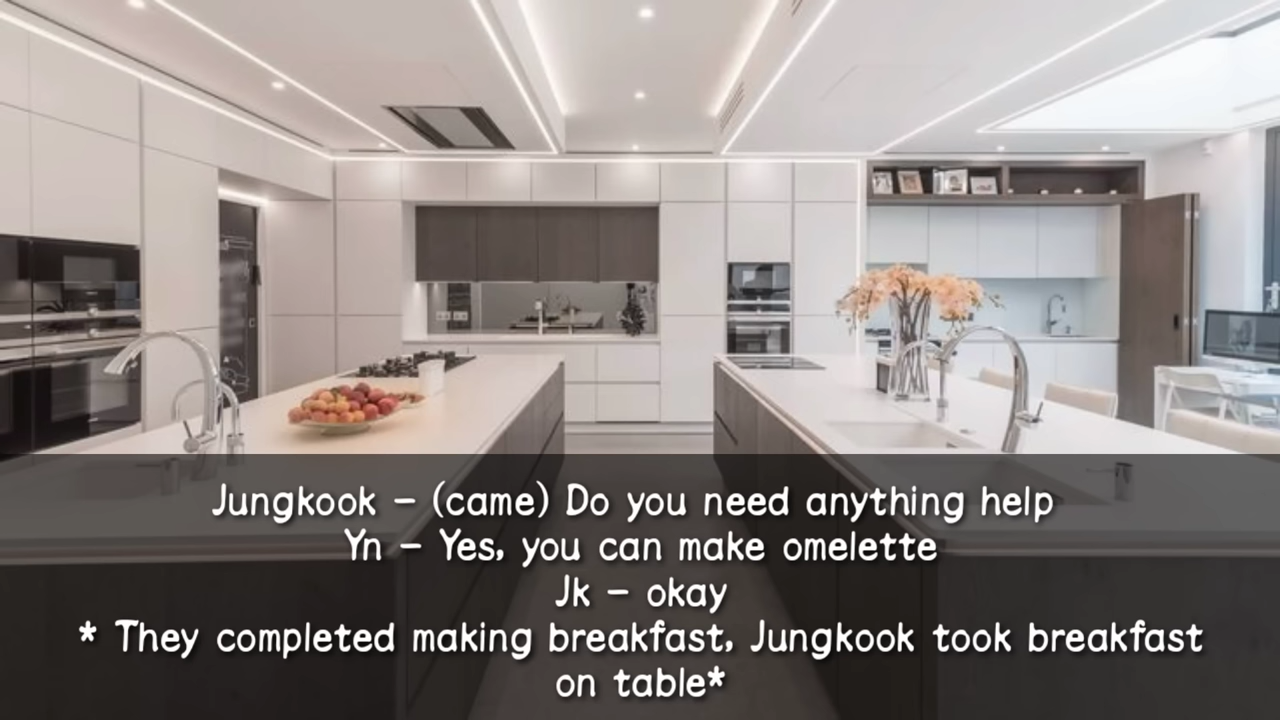 Jungkook – (came) Do you need anything help
Yn – Yes, you can make omelette
Jk – okay
* They completed making breakfast, Jungkook took breakfast
on table*